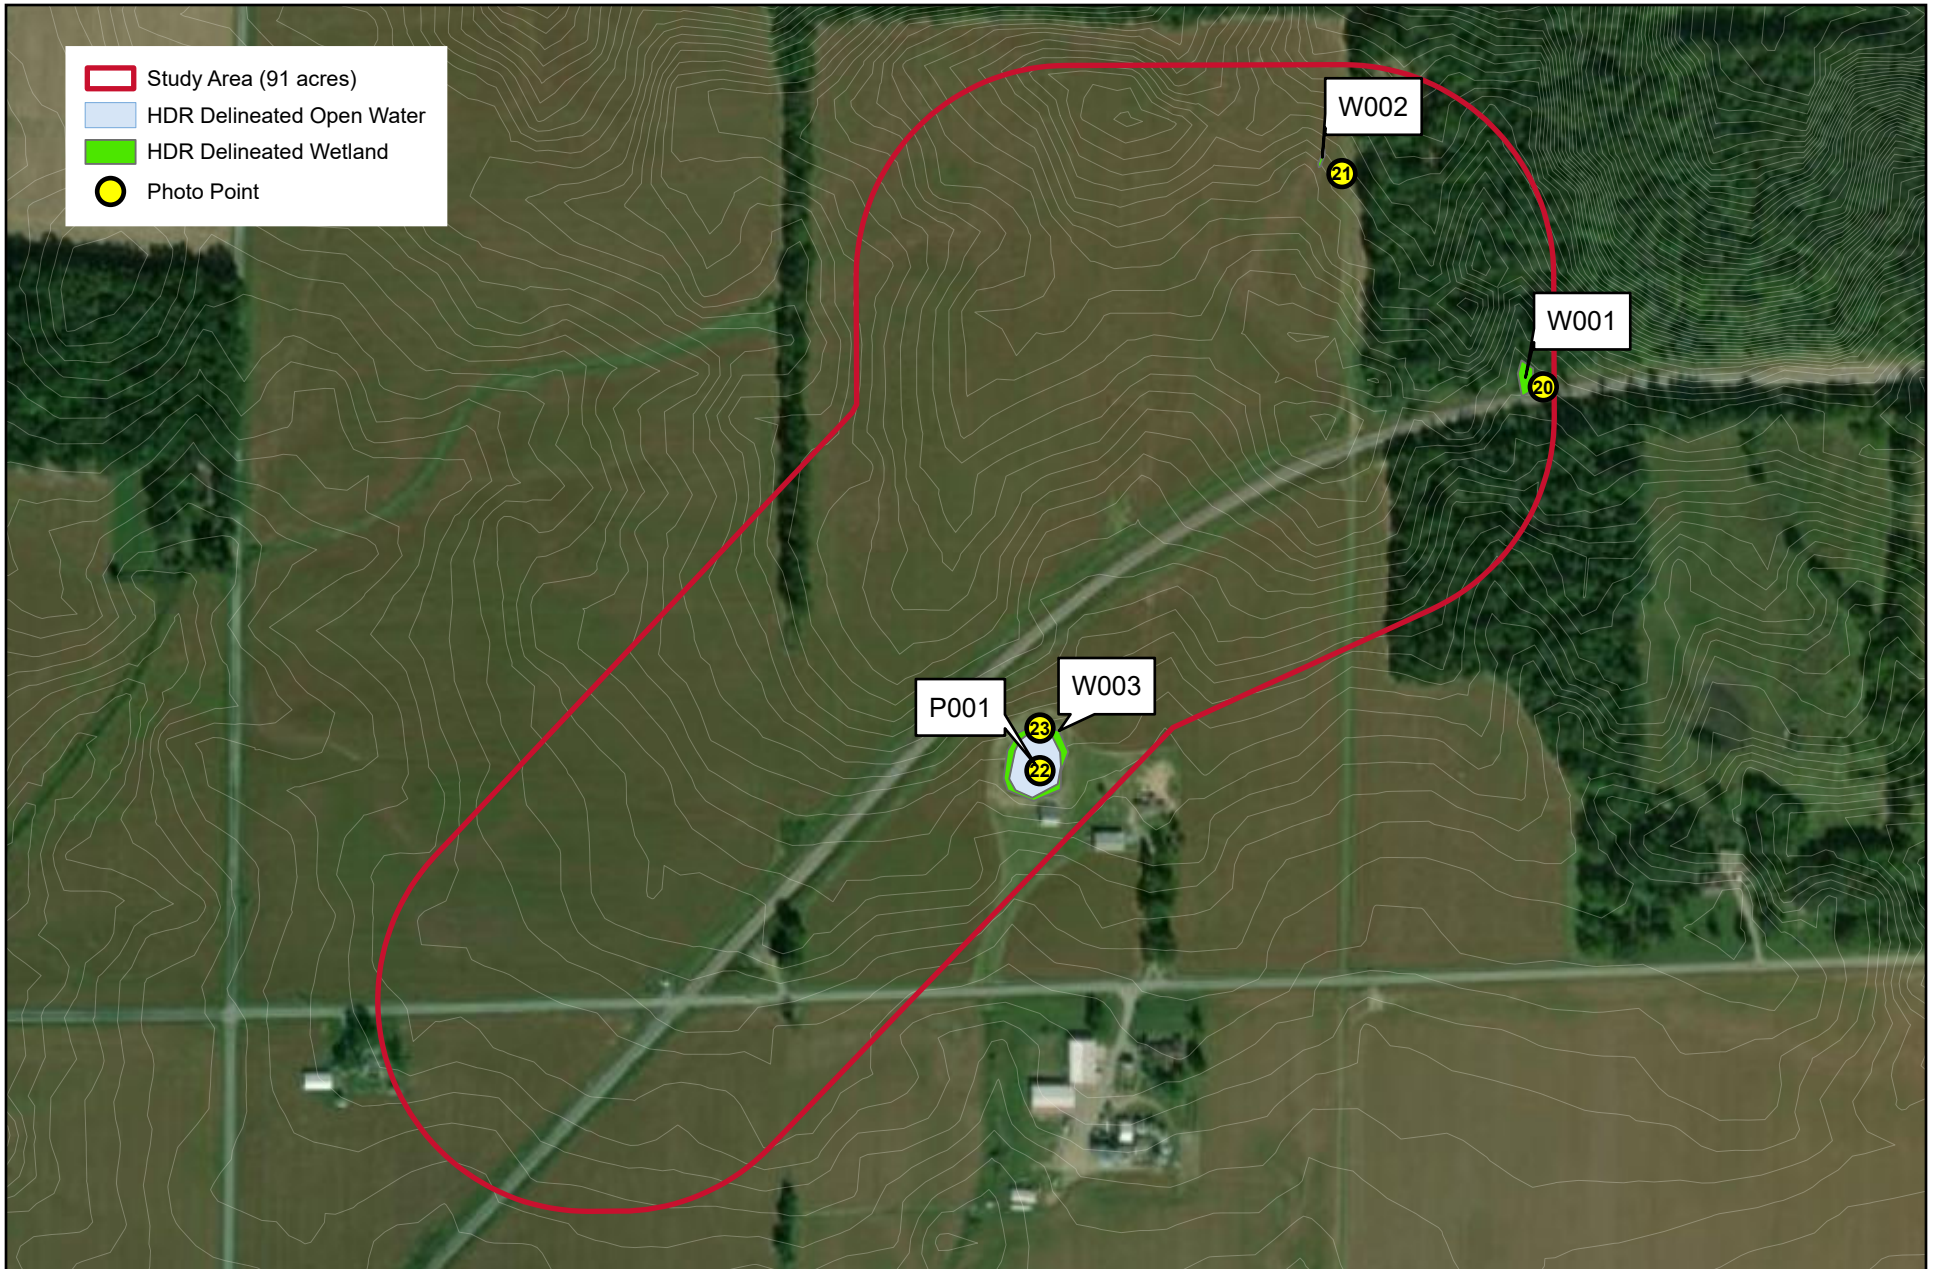 Study Area (91 acres)
HDR Delineated Open Water
HDR Delineated Wetland
Photo Point
W002
21
W001
20
W003
P001
23
22